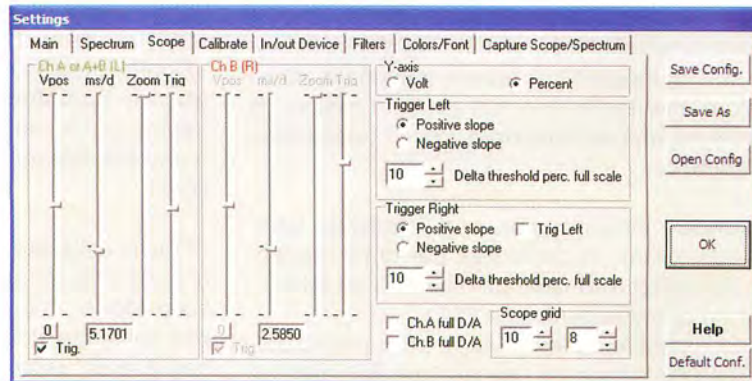 Settings
Main Spectrum Scope Calibrate In/out Device Filters Colors/Font Capture Scope/Spectrum
Ch A or A+B (L)
Vpos ms/d Zoom Trig
0
5.1701
Trig.
Ch B (R)
Vpos ms/d Zoom Trig
0
2.5850
Trig
Y-axis
Volt Percent
Trigger Left
Positive slope
Negative slope
10 Delta threshold perc. full scale
Trigger Right
Positive slope Trig Left
Negative slope
10 Delta threshold perc. full scale
Ch.A full D/A
Ch.B full D/A
Scope grid
10 8
Save Config.
Save As
Open Config
OK
Help
Default Conf.